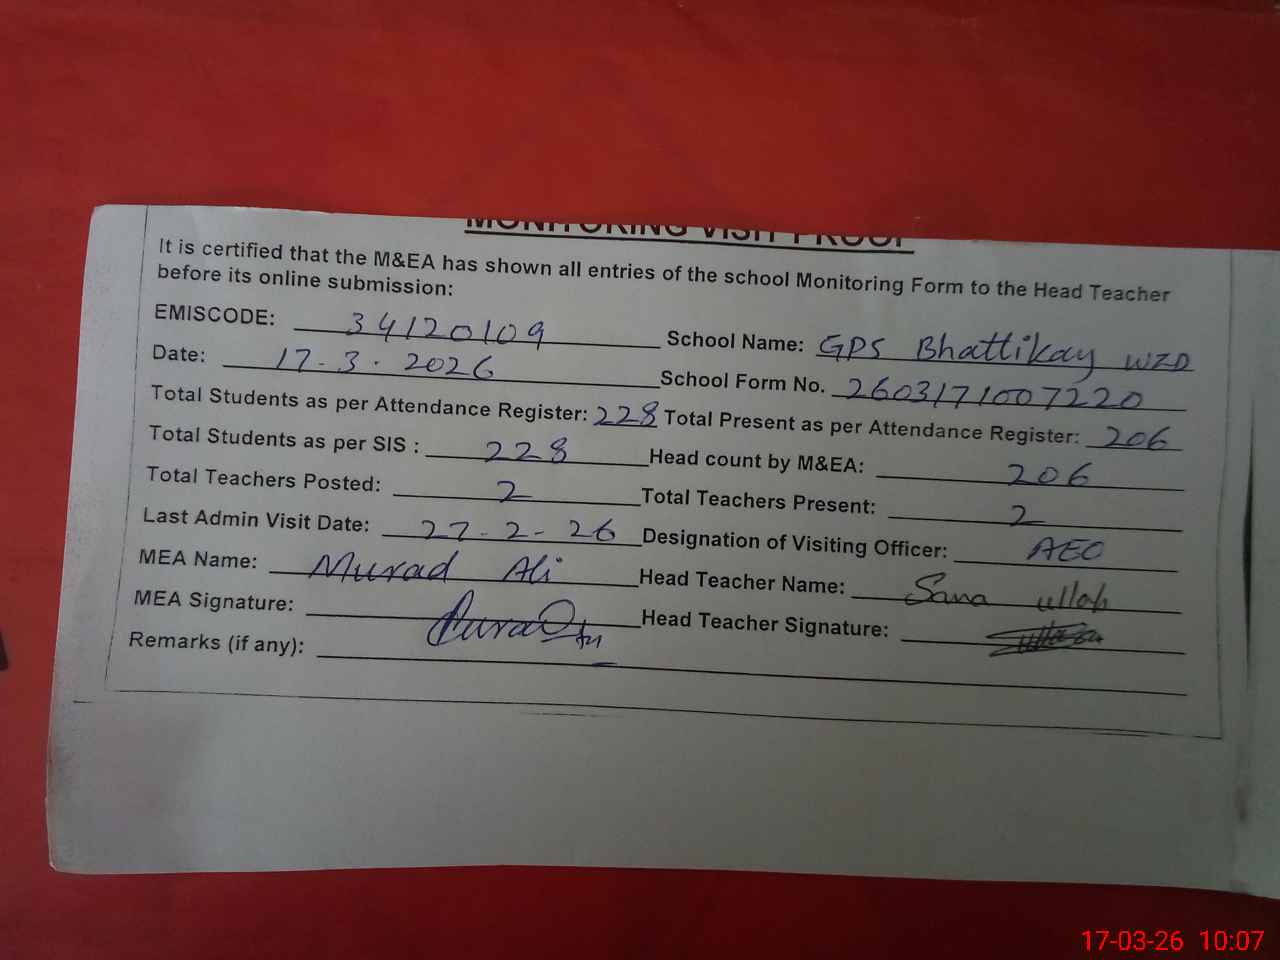 MONITORING VISIT PROOF
It is certified that the M&EA has shown all entries of the school Monitoring Form to the Head Teacher
before its online submission:
EMISCODE: 34120109 School Name: GPS Bhattikay WZD
Date: 17-3-2026 School Form No. 2603171007220
Total Students as per Attendance Register: 228 Total Present as per Attendance Register: 206
Total Students as per SIS : 228 Head count by M&EA: 206
Total Teachers Posted: 2 Total Teachers Present: 2
Last Admin Visit Date: 27-2-26 Designation of Visiting Officer: AEO
MEA Name: Murad Ali Head Teacher Name: Sana ullah
MEA Signature: Head Teacher Signature:
Remarks (if any):
17-03-26 10:07